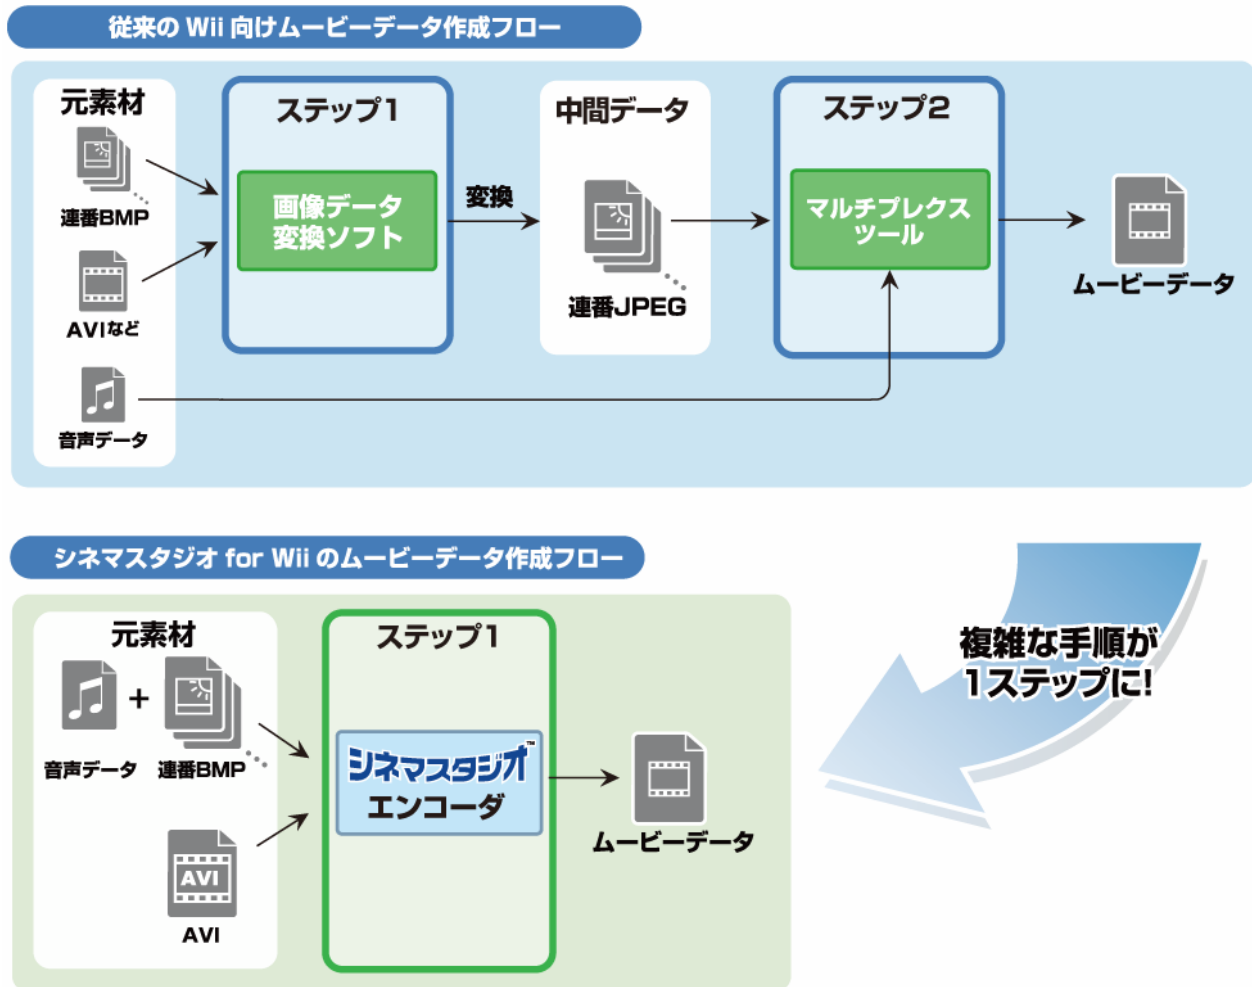 従来の Wii 向けムービーデータ作成フロー
元素材
連番BMP
AVIなど
音声データ
ステップ1
画像データ
変換ソフト
変換
中間データ
連番JPEG
ステップ2
マルチプレクス
ツール
ムービーデータ
シネマスタジオ for Wii のムービーデータ作成フロー
元素材
+
音声データ
連番BMP
AVI
AVI
ステップ1
シネマスタジオ™
エンコーダ
ムービーデータ
複雑な手順が
1ステップに!